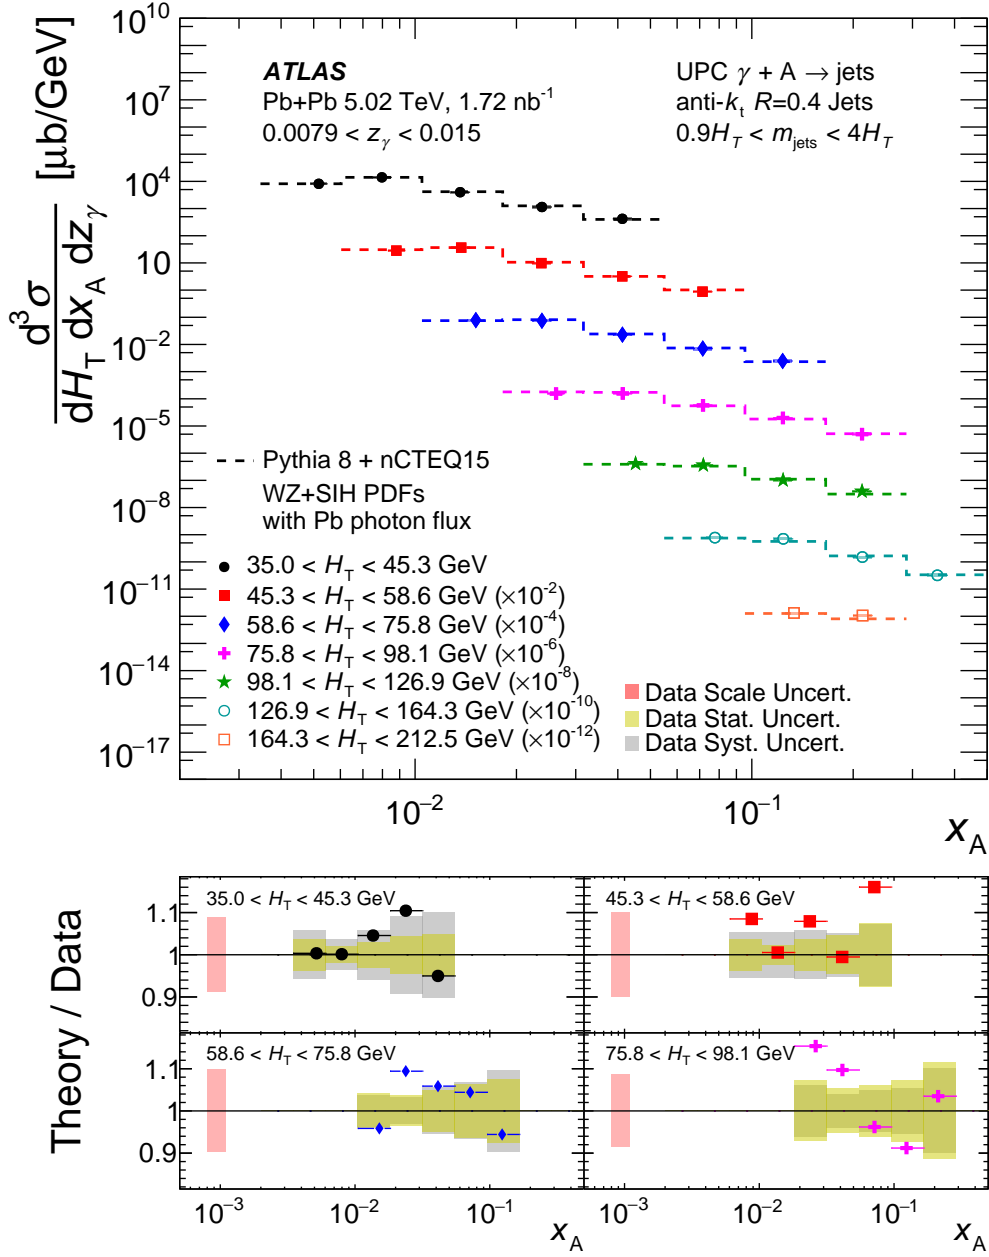 10^10
10^7
10^4
10
10^−2
10^−5
10^−8
10^−11
10^−14
10^−17
d³σ / dH_T dx_A dz_γ [μb/GeV]
ATLAS
Pb+Pb 5.02 TeV, 1.72 nb^-1
0.0079 < z_γ < 0.015
UPC γ + A → jets
anti-k_t R=0.4 Jets
0.9H_T < m_jets < 4H_T
Pythia 8 + nCTEQ15
WZ+SIH PDFs
with Pb photon flux
35.0 < H_T < 45.3 GeV
45.3 < H_T < 58.6 GeV (×10^-2)
58.6 < H_T < 75.8 GeV (×10^-4)
75.8 < H_T < 98.1 GeV (×10^-6)
98.1 < H_T < 126.9 GeV (×10^-8)
126.9 < H_T < 164.3 GeV (×10^-10)
164.3 < H_T < 212.5 GeV (×10^-12)
Data Scale Uncert.
Data Stat. Uncert.
Data Syst. Uncert.
10^−2
10^−1
x_A
Theory / Data
35.0 < H_T < 45.3 GeV
45.3 < H_T < 58.6 GeV
1.1
1
0.9
58.6 < H_T < 75.8 GeV
75.8 < H_T < 98.1 GeV
1.1
1
0.9
10^−3
10^−2
10^−1
x_A
10^−3
10^−2
10^−1
x_A